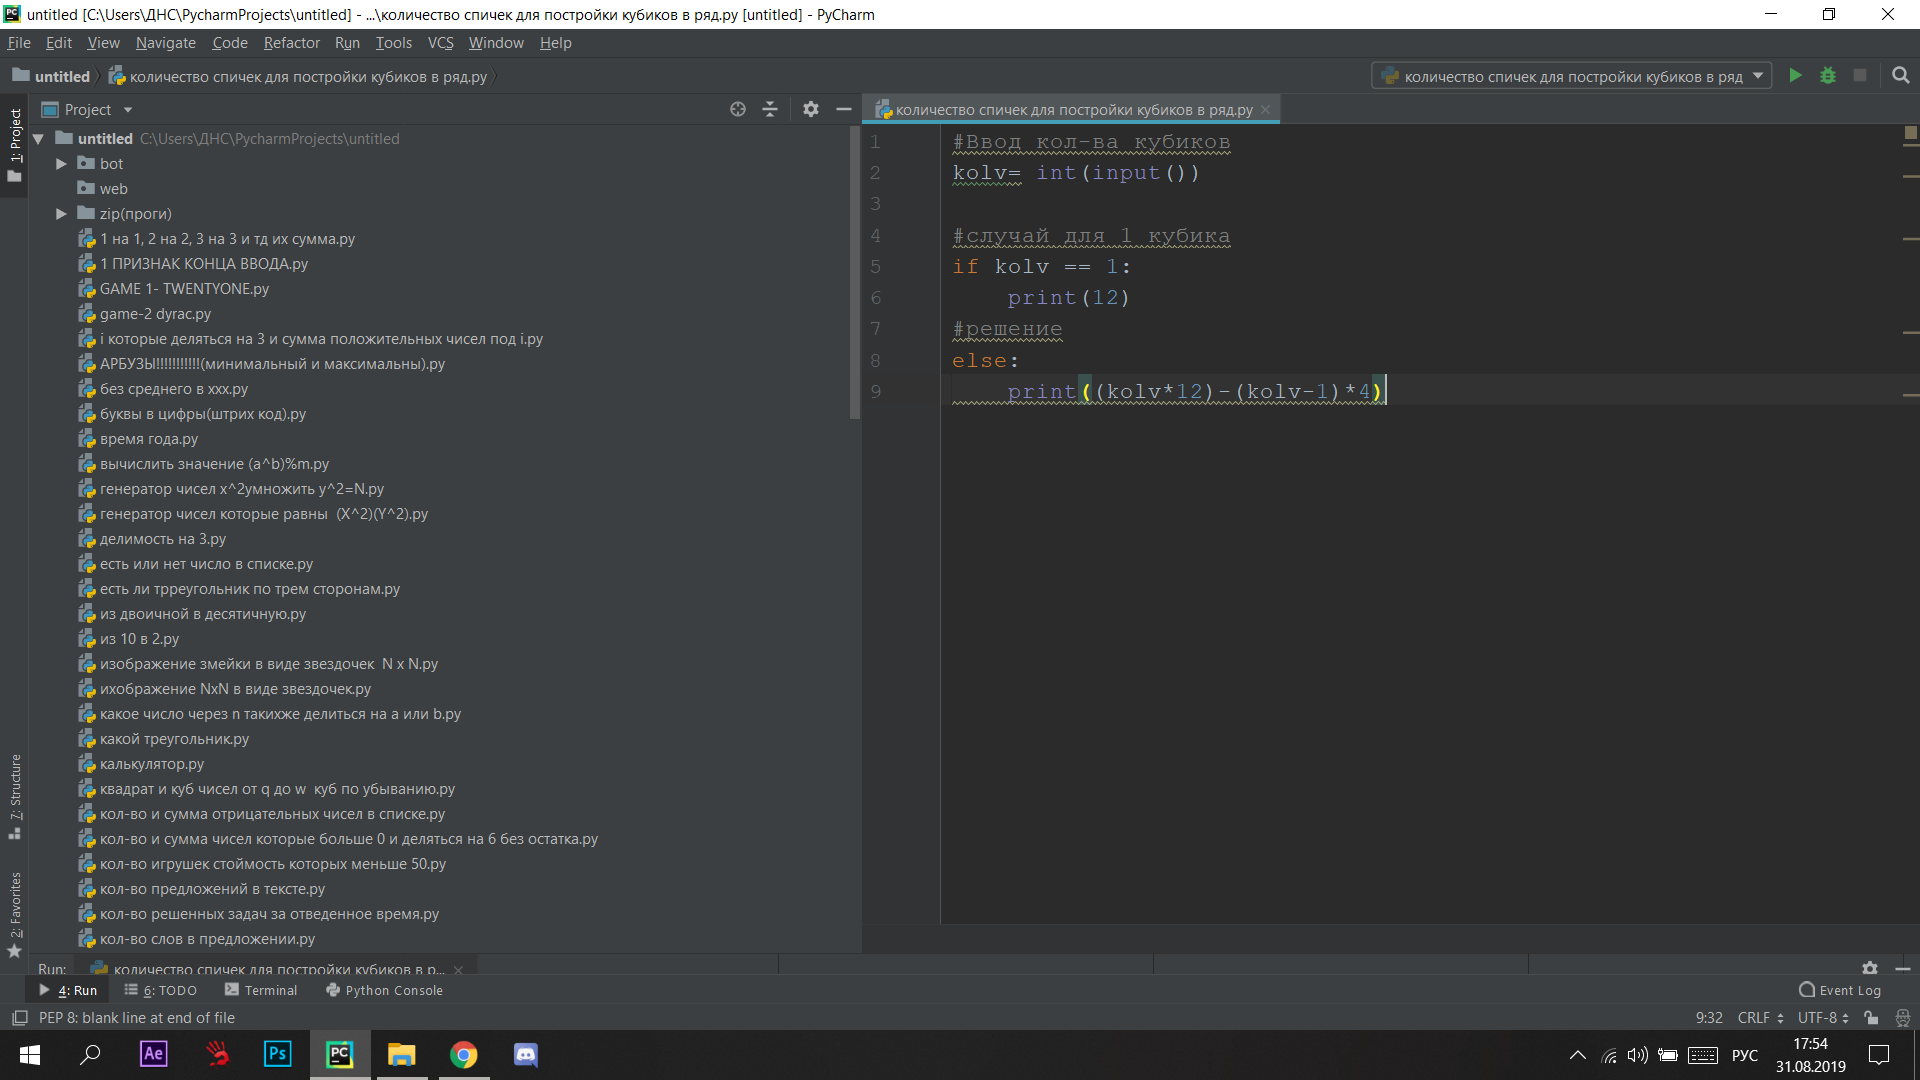 untitled [C:\Users\ДНС\PycharmProjects\untitled] - ...\количество спичек для постройки кубиков в ряд.py [untitled] - PyCharm
File Edit View Navigate Code Refactor Run Tools VCS Window Help
untitled количество спичек для постройки кубиков в ряд.py
количество спичек для постройки кубиков в ряд
1: Project
Project
untitled C:\Users\ДНС\PycharmProjects\untitled
bot
web
zip(проги)
1 на 1, 2 на 2, 3 на 3 и тд их сумма.py
1 ПРИЗНАК КОНЦА ВВОДА.py
GAME 1- TWENTYONE.py
game-2 dyrac.py
i которые деляться на 3 и сумма положительных чисел под i.py
АРБУЗЫ!!!!!!!!!!!!(минимальный и максимальны).py
без среднего в ххх.py
буквы в цифры(штрих код).py
время года.py
вычислить значение (a^b)%m.py
генератор чисел x^2умножить y^2=N.py
генератор чисел которые равны  (X^2)(Y^2).py
делимость на 3.py
есть или нет число в списке.py
есть ли трреугольник по трем сторонам.py
из двоичной в десятичную.py
из 10 в 2.py
изображение змейки в виде звездочек  N x N.py
ихображение NxN в виде звездочек.py
какое число через n такихже делиться на a или b.py
какой треугольник.py
калькулятор.py
квадрат и куб чисел от q до w  куб по убыванию.py
кол-во и сумма отрицательных чисел в списке.py
кол-во и сумма чисел которые больше 0 и деляться на 6 без остатка.py
кол-во игрушек стоймость которых меньше 50.py
кол-во предложений в тексте.py
кол-во решенных задач за отведенное время.py
кол-во слов в предложении.py
7: Structure
2: Favorites
количество спичек для постройки кубиков в ряд.py
1 #Ввод кол-ва кубиков
2 kolv= int(input())
3
4 #случай для 1 кубика
5 if kolv == 1:
6     print(12)
7 #решение
8 else:
9     print((kolv*12)-(kolv-1)*4)
Run: количество спичек для постройки кубиков в р...
4: Run 6: TODO Terminal Python Console Event Log
PEP 8: blank line at end of file 9:32 CRLF UTF-8
Ae Ps PC РУС 17:54
31.08.2019